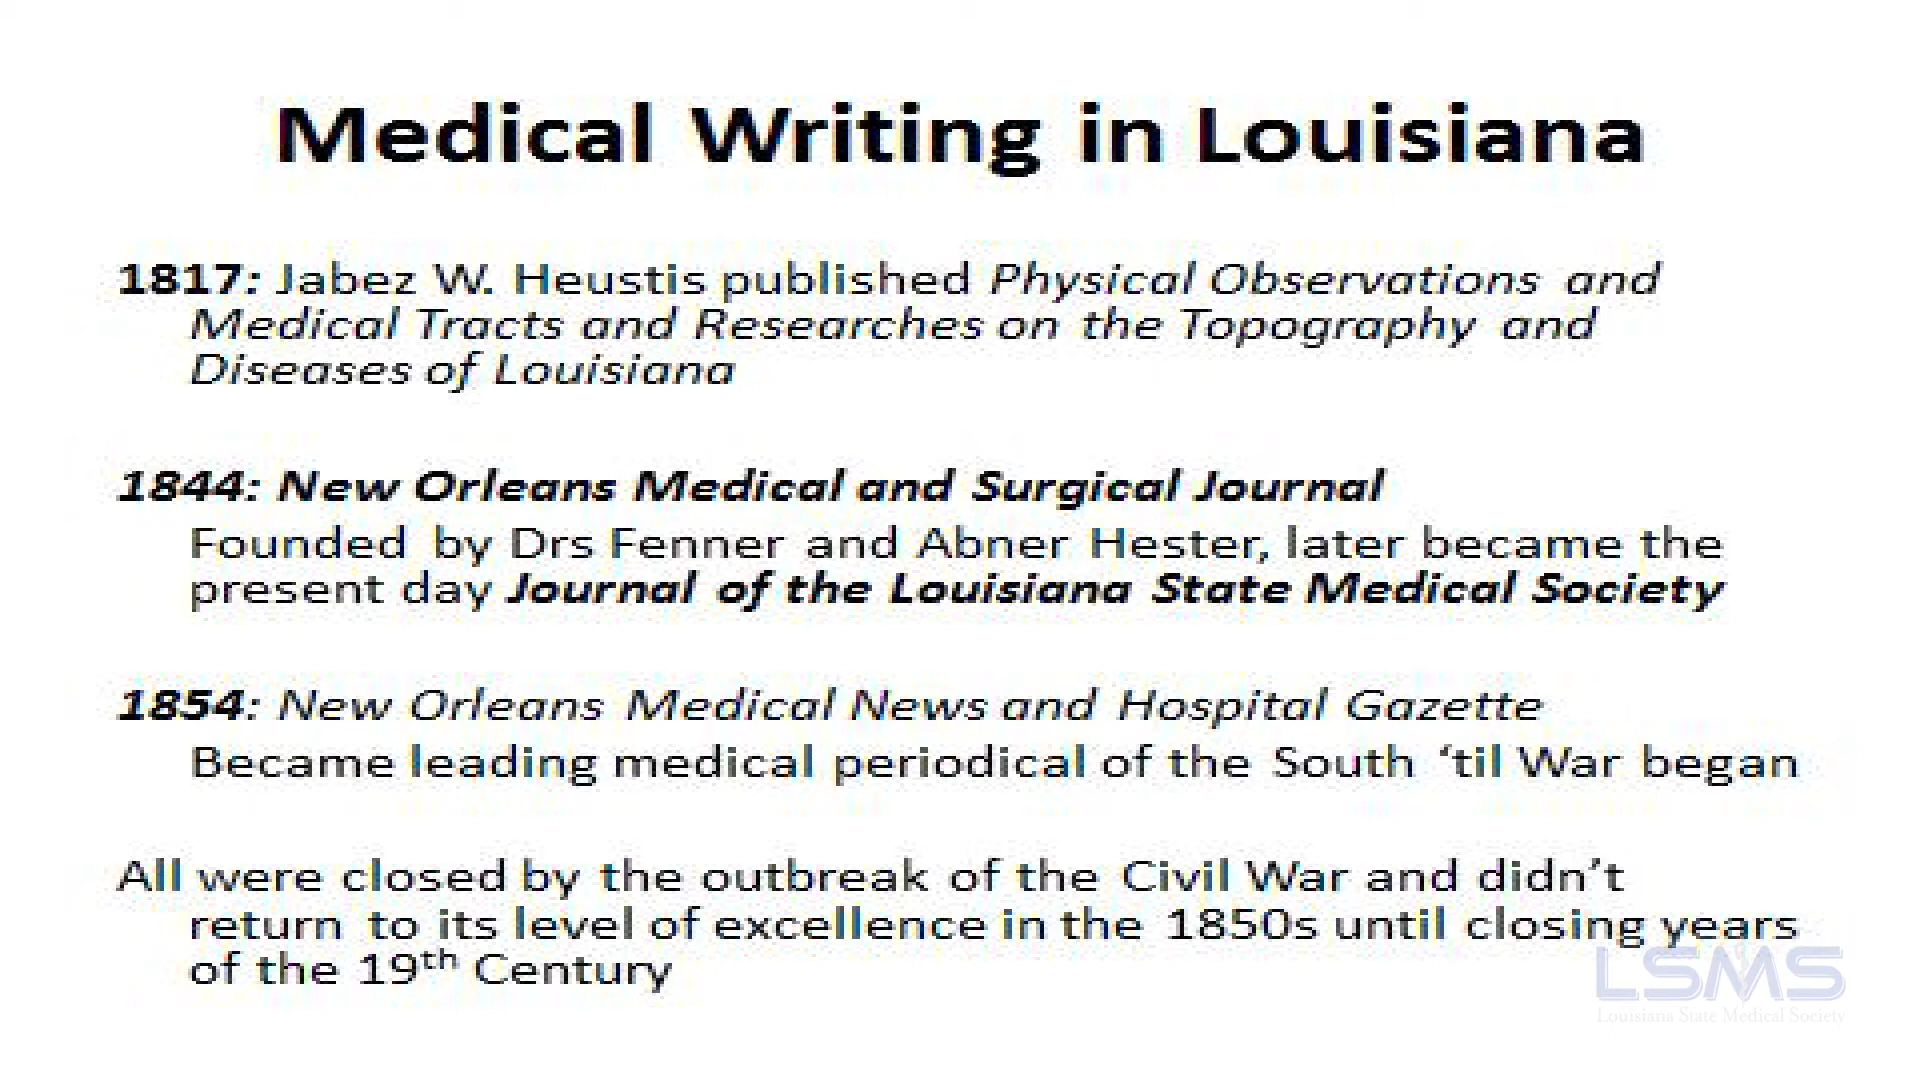 Medical Writing in Louisiana
1817: Jabez W. Heustis published Physical Observations and
Medical Tracts and Researches on the Topography and
Diseases of Louisiana
1844: New Orleans Medical and Surgical Journal
Founded by Drs Fenner and Abner Hester, later became the
present day Journal of the Louisiana State Medical Society
1854: New Orleans Medical News and Hospital Gazette
Became leading medical periodical of the South ‘til War began
All were closed by the outbreak of the Civil War and didn’t
return to its level of excellence in the 1850s until closing years
of the 19th Century
LSMS
Louisiana State Medical Society